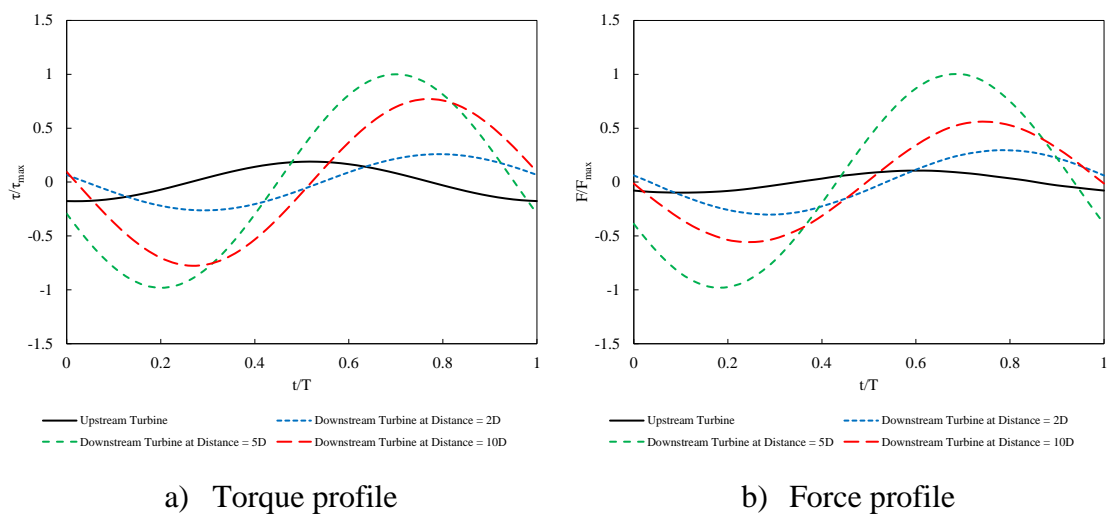 1.5
1
0.5
0
-0.5
-1
-1.5
τ/τmax
0 0.2 0.4 0.6 0.8 1
t/T
Upstream Turbine Downstream Turbine at Distance = 2D
Downstream Turbine at Distance = 5D Downstream Turbine at Distance = 10D
a) Torque profile
1.5
1
0.5
0
-0.5
-1
-1.5
F/Fmax
0 0.2 0.4 0.6 0.8 1
t/T
Upstream Turbine Downstream Turbine at Distance = 2D
Downstream Turbine at Distance = 5D Downstream Turbine at Distance = 10D
b) Force profile